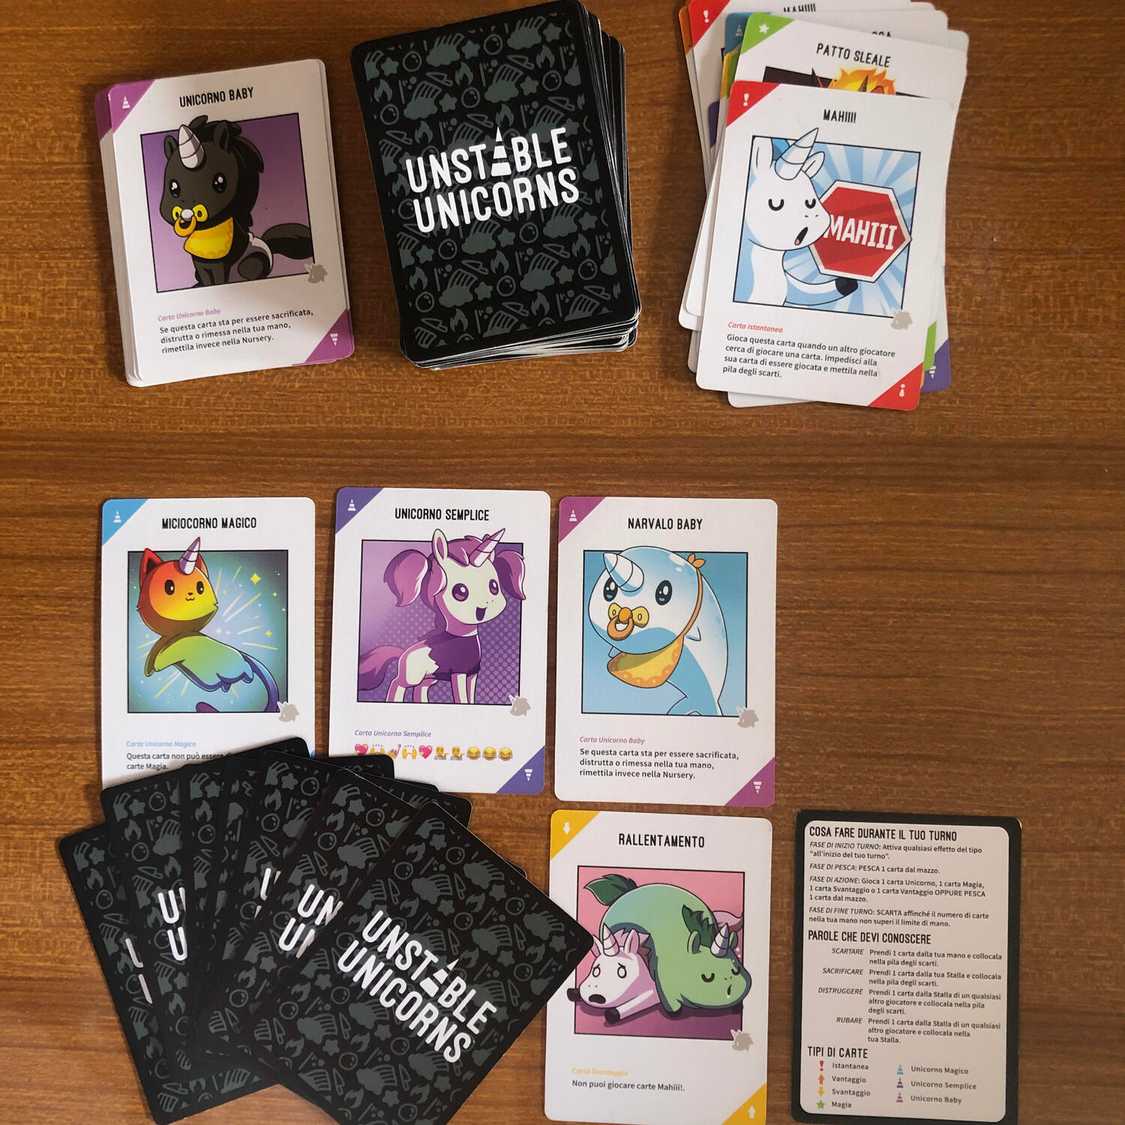 UNICORNO BABY
Carta Unicorno Baby
Se questa carta sta per essere sacrificata,
distrutta o rimessa nella tua mano,
rimettila invece nella Nursery.
UNSTABLE
UNICORNS
MAHIIII
PATTO SLEALE
MAHIIII
MAHIII
Carta Istantanea
Gioca questa carta quando un altro giocatore
cerca di giocare una carta. Impedisci alla
sua carta di essere giocata e mettila nella
pila degli scarti.
MICIOCORNO MAGICO
Carta Unicorno Magico
Questa carta non può essere
carte Magia.
UNICORNO SEMPLICE
Carta Unicorno Semplice
NARVALO BABY
Carta Unicorno Baby
Se questa carta sta per essere sacrificata,
distrutta o rimessa nella tua mano,
rimettila invece nella Nursery.
UN
UN
UNSTABLE
UNICORNS
RALLENTAMENTO
Carta Svantaggio
Non puoi giocare carte Mahiii!.
COSA FARE DURANTE IL TUO TURNO
FASE DI INIZIO TURNO: Attiva qualsiasi effetto del tipo
"all'inizio del tuo turno".
FASE DI PESCA: PESCA 1 carta dal mazzo.
FASE DI AZIONE: Gioca 1 carta Unicorno, 1 carta Magia,
1 carta Svantaggio o 1 carta Vantaggio OPPURE PESCA
1 carta dal mazzo.
FASE DI FINE TURNO: SCARTA affinché il numero di carte
nella tua mano non superi il limite di mano.
PAROLE CHE DEVI CONOSCERE
SCARTARE Prendi 1 carta dalla tua mano e collocala
nella pila degli scarti.
SACRIFICARE Prendi 1 carta dalla tua Stalla e collocala
nella pila degli scarti.
DISTRUGGERE Prendi 1 carta dalla Stalla di un qualsiasi
altro giocatore e collocala nella pila
degli scarti.
RUBARE Prendi 1 carta dalla Stalla di un qualsiasi
altro giocatore e collocala nella
tua Stalla.
TIPI DI CARTE
Istantanea
Vantaggio
Svantaggio
Magia
Unicorno Magico
Unicorno Semplice
Unicorno Baby